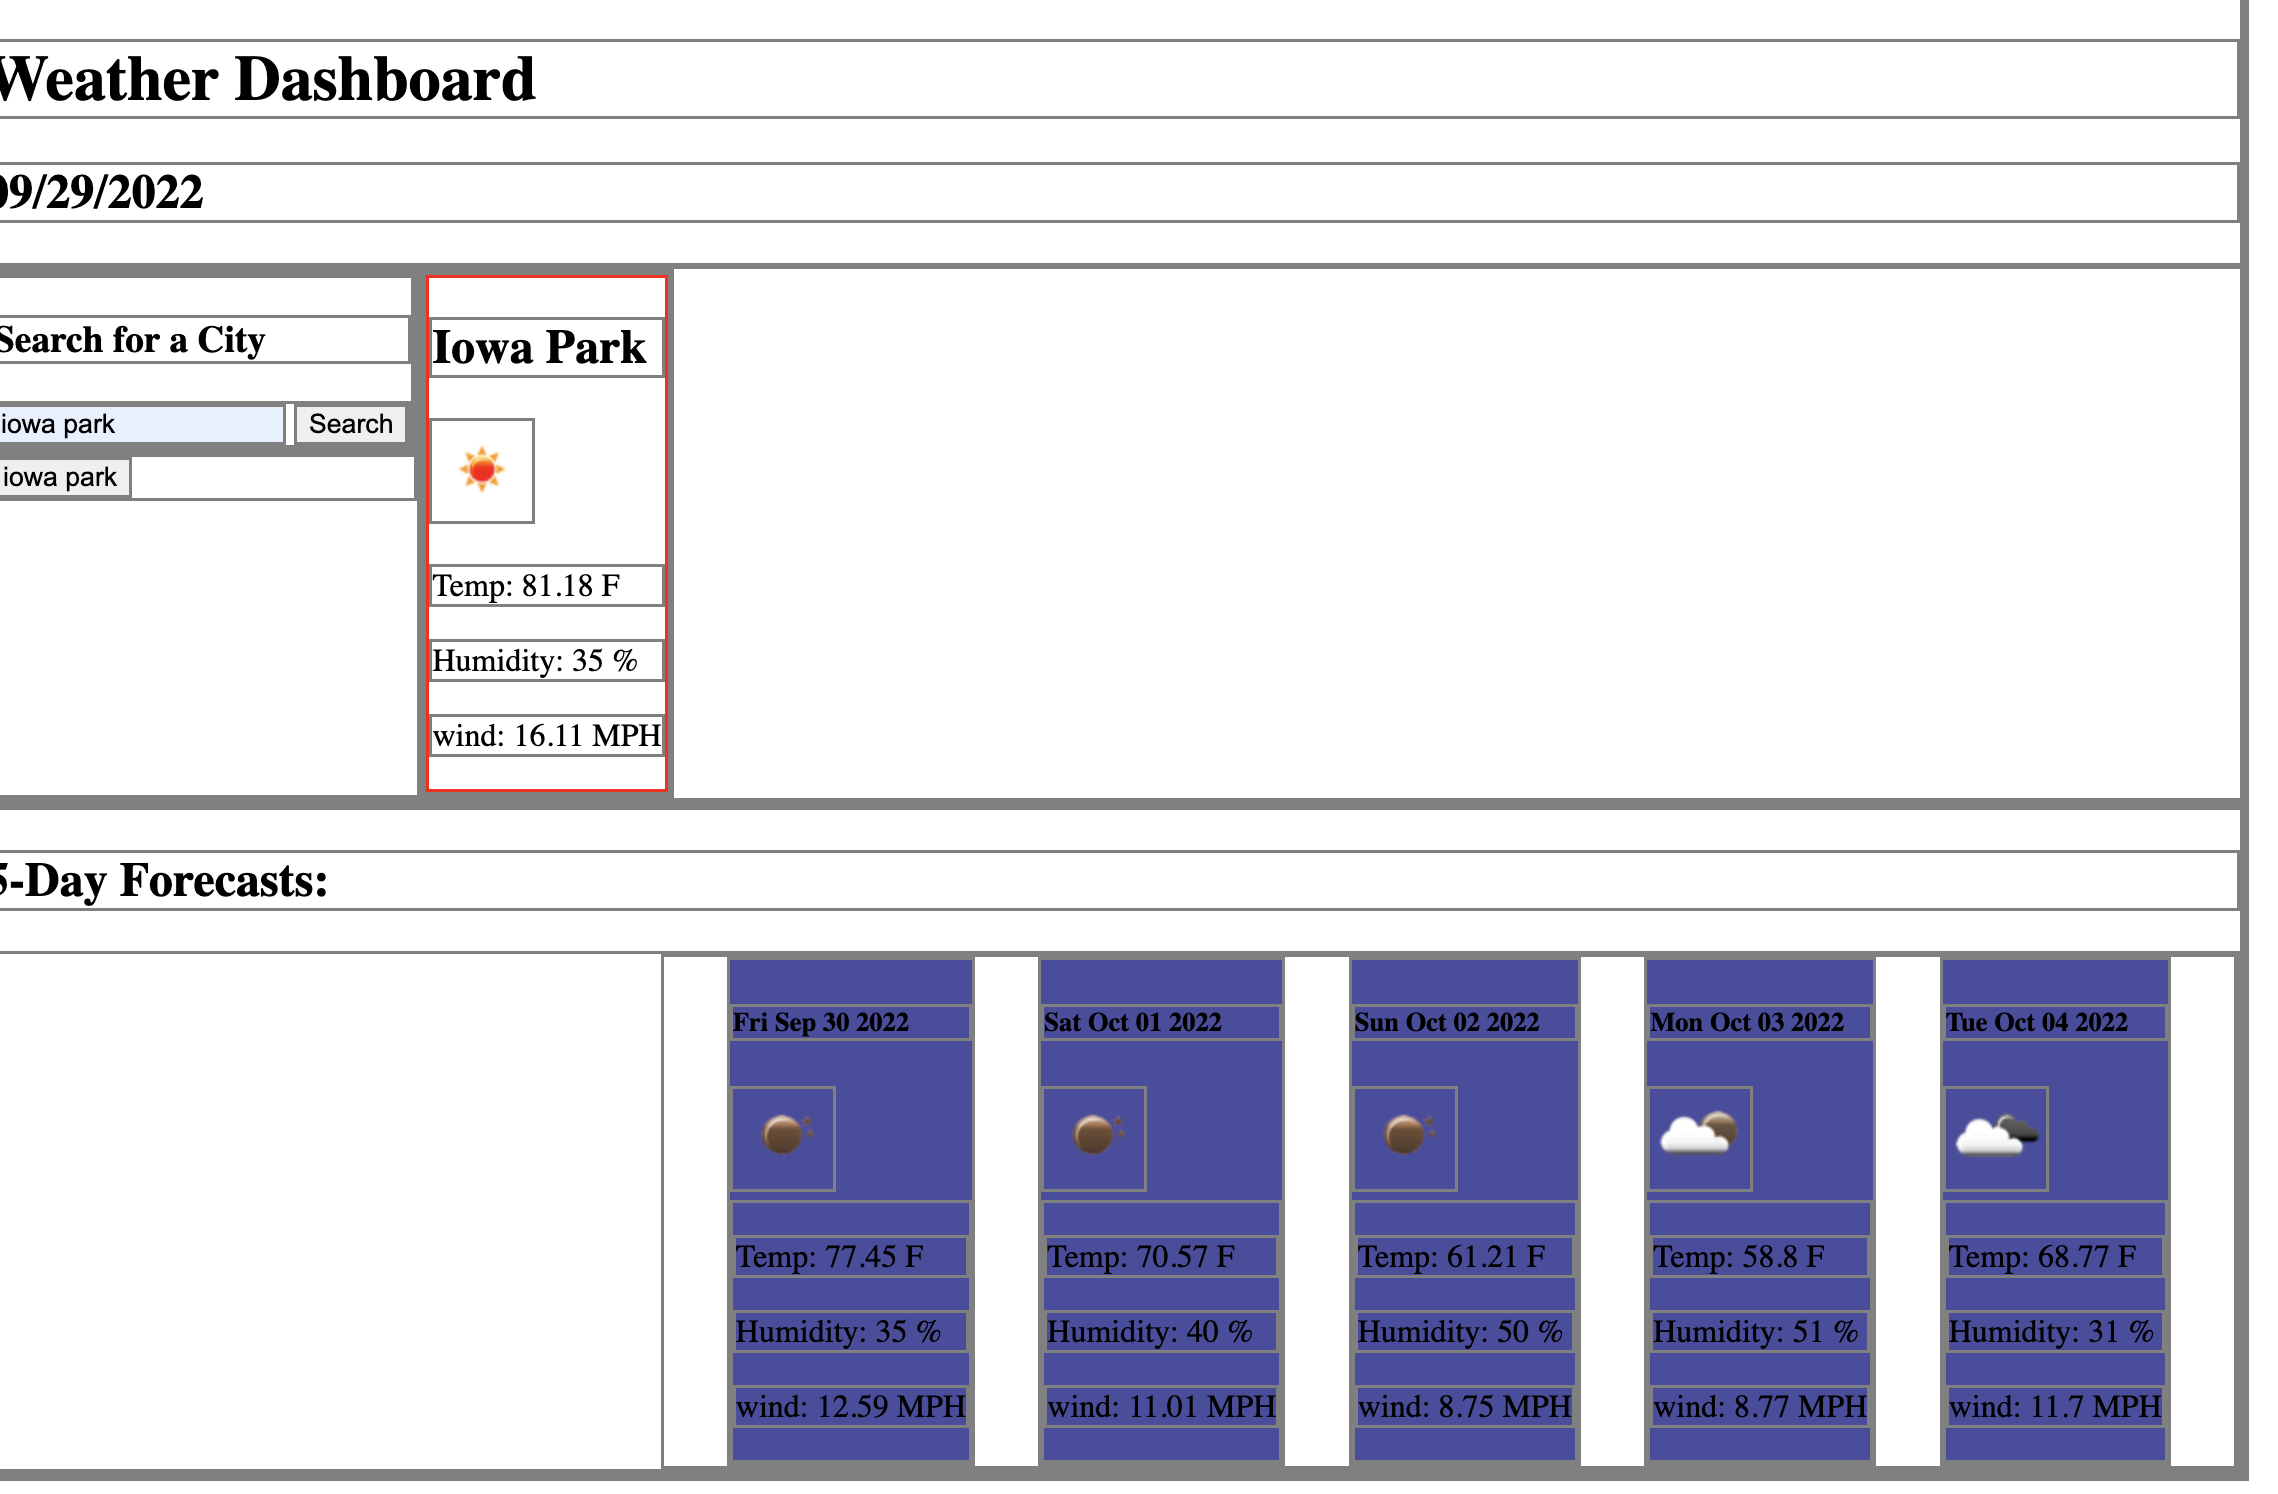 Weather Dashboard
09/29/2022
Search for a City
iowa park Search
iowa park
Iowa Park
Temp: 81.18 F
Humidity: 35 %
wind: 16.11 MPH
5-Day Forecasts:
Fri Sep 30 2022
Temp: 77.45 F
Humidity: 35 %
wind: 12.59 MPH
Sat Oct 01 2022
Temp: 70.57 F
Humidity: 40 %
wind: 11.01 MPH
Sun Oct 02 2022
Temp: 61.21 F
Humidity: 50 %
wind: 8.75 MPH
Mon Oct 03 2022
Temp: 58.8 F
Humidity: 51 %
wind: 8.77 MPH
Tue Oct 04 2022
Temp: 68.77 F
Humidity: 31 %
wind: 11.7 MPH